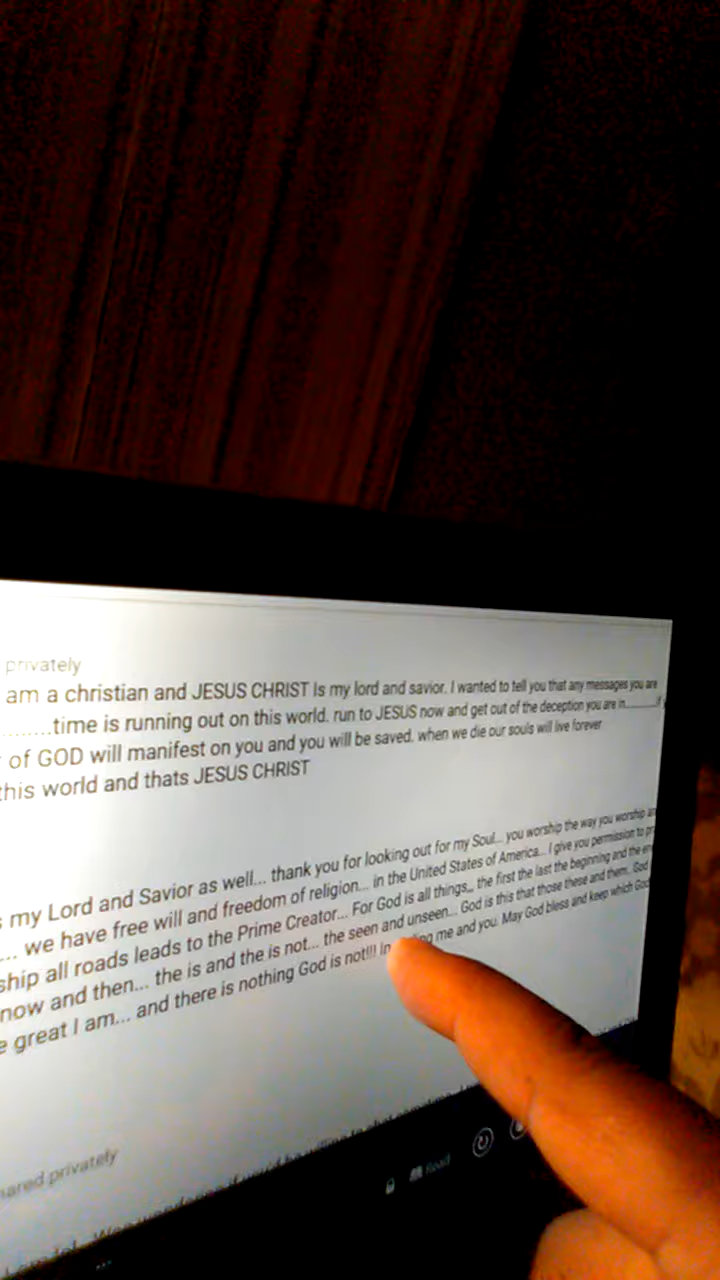 privately
am a christian and JESUS CHRIST Is my lord and savior. I wanted to tell you that any messages you are
.........time is running out on this world. run to JESUS now and get out of the deception you are in
of GOD will manifest on you and you will be saved. when we die our souls will live forever
this world and thats JESUS CHRIST
my Lord and Savior as well... thank you for looking out for my Soul... you worship the way you worship
... we have free will and freedom of religion... in the United States of America... I give you permission to
ship all roads leads to the Prime Creator... For God is all things,, the first the last the beginning and the
now and then... the is and the is not... the seen and unseen... God is this that those these and them.. God
great I am... and there is nothing God is not!!! me and you. May God bless and keep which God
ared privately
Read